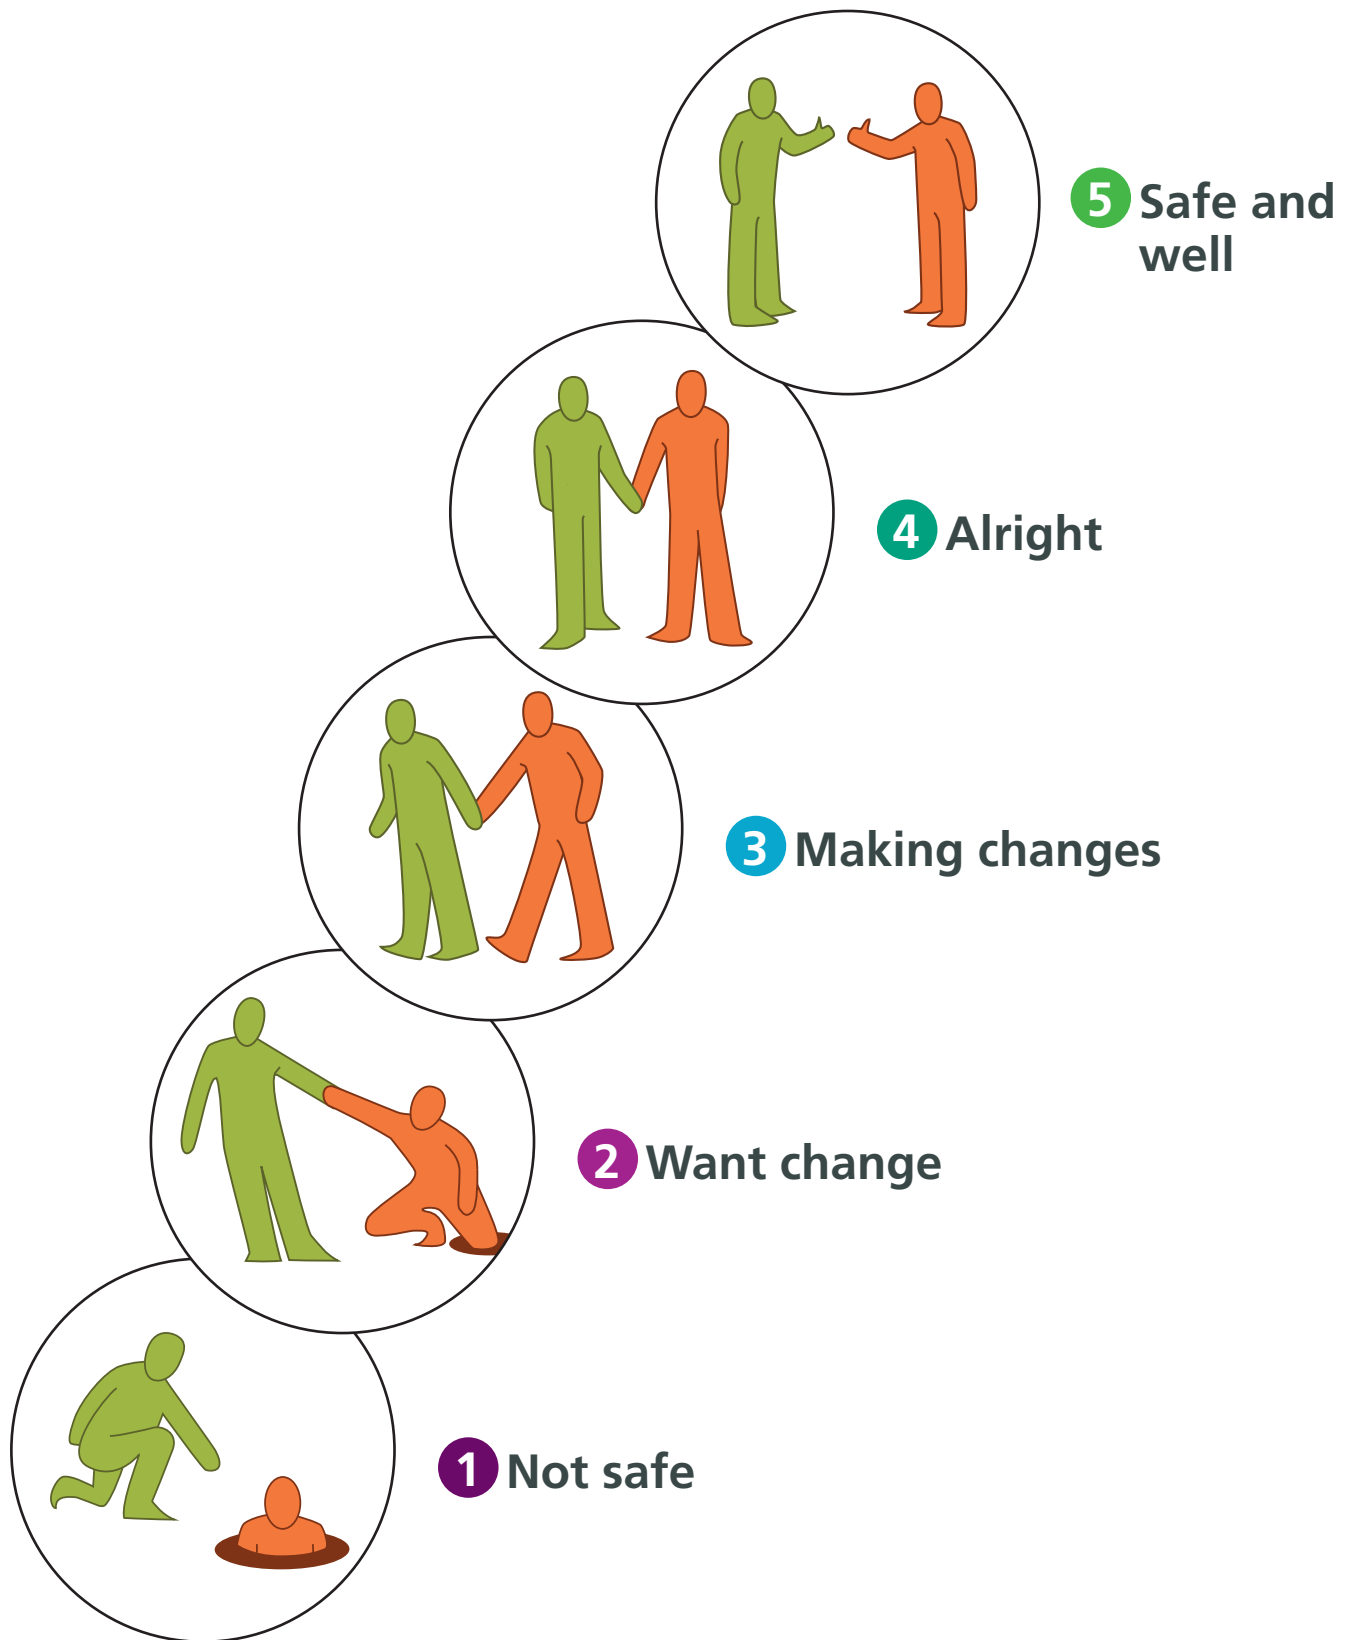 5 Safe and
well
4 Alright
3 Making changes
2 Want change
1 Not safe